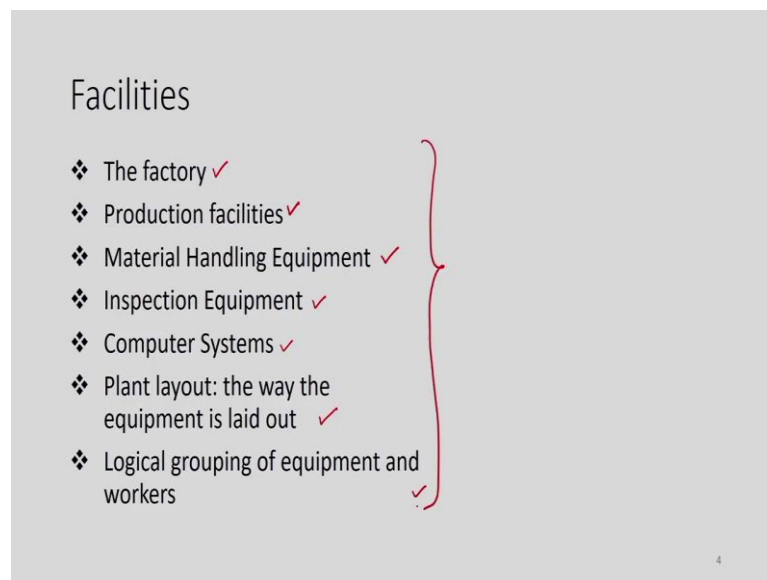 Facilities
❖ The factory ✓
❖ Production facilities ✓
❖ Material Handling Equipment ✓
❖ Inspection Equipment ✓
❖ Computer Systems ✓
❖ Plant layout: the way the
equipment is laid out ✓
❖ Logical grouping of equipment and
workers ✓
4